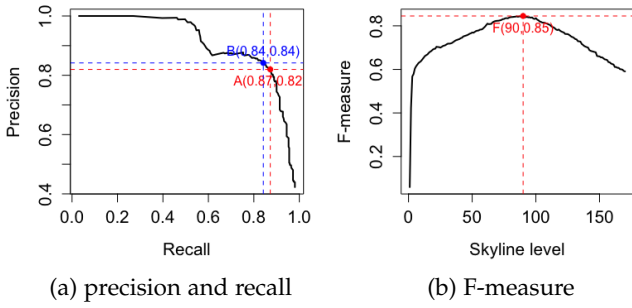 Precision
1.0
0.8
0.6
0.4
B(0.84,0.84)
A(0.87,0.82
0.0 0.2 0.4 0.6 0.8 1.0
Recall
(a) precision and recall
F-measure
0.8
0.6
0.4
0.2
F(90,0.85)
0 50 100 150
Skyline level
(b) F-measure